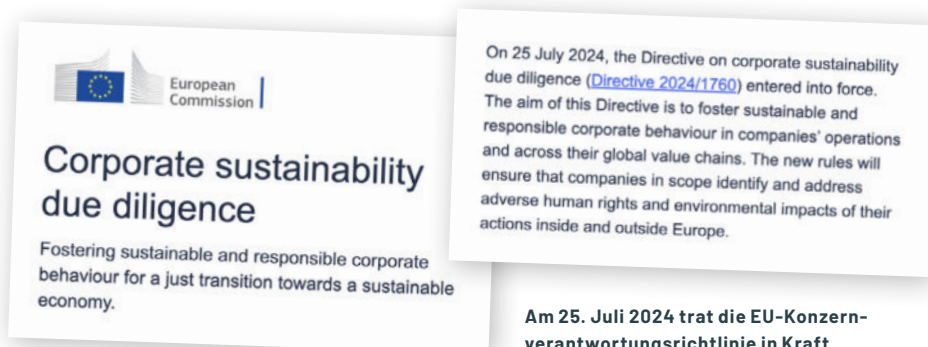 European
Commission
Corporate sustainability
due diligence
Fostering sustainable and responsible corporate
behaviour for a just transition towards a sustainable
economy.
On 25 July 2024, the Directive on corporate sustainability
due diligence (Directive 2024/1760) entered into force.
The aim of this Directive is to foster sustainable and
responsible corporate behaviour in companies' operations
and across their global value chains. The new rules will
ensure that companies in scope identify and address
adverse human rights and environmental impacts of their
actions inside and outside Europe.
Am 25. Juli 2024 trat die EU-Konzern-
verantwortungsrichtlinie in Kraft